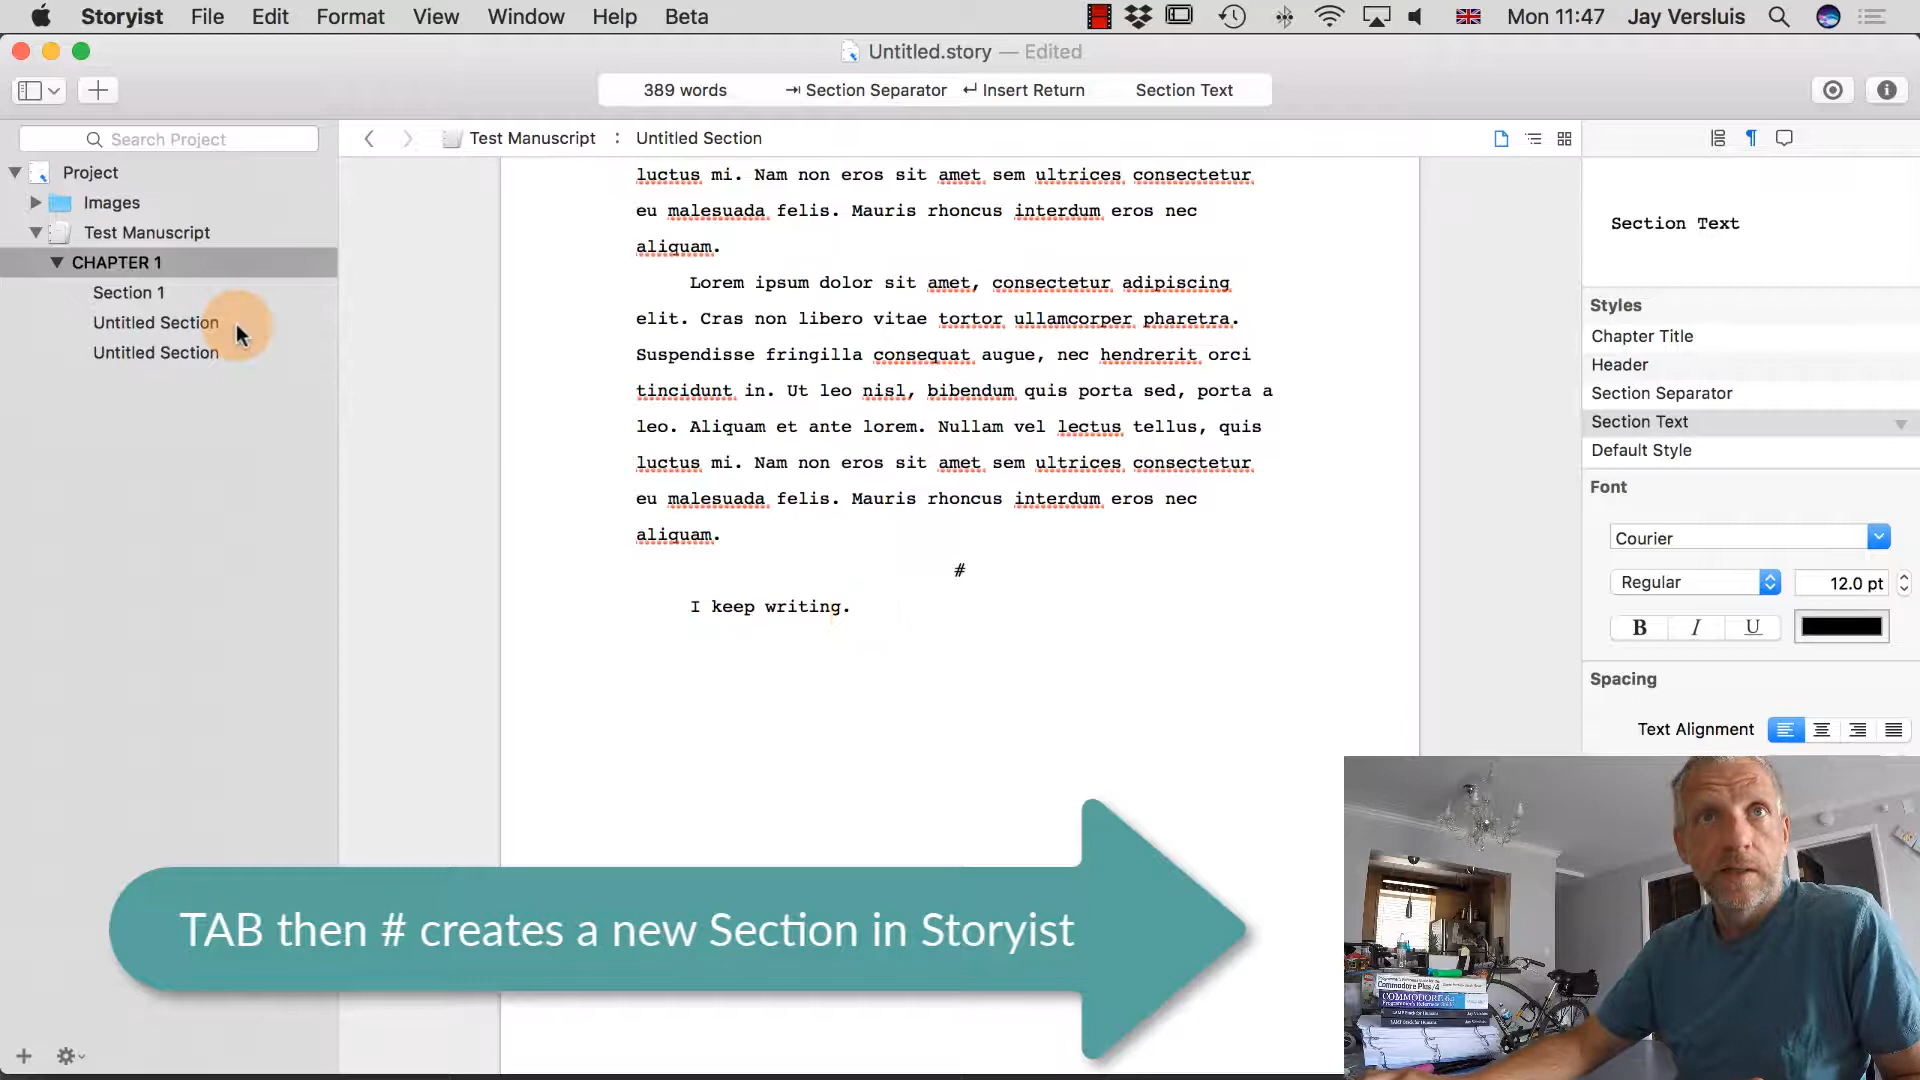 Storyist File Edit Format View Window Help Beta Mon 11:47 Jay Versluis
Untitled.story — Edited
389 words ⇥ Section Separator ↵ Insert Return Section Text
Search Project
Test Manuscript : Untitled Section
Project
Images
Test Manuscript
CHAPTER 1
Section 1
Untitled Section
Untitled Section
luctus mi. Nam non eros sit amet sem ultrices consectetur
eu malesuada felis. Mauris rhoncus interdum eros nec
aliquam.
Lorem ipsum dolor sit amet, consectetur adipiscing
elit. Cras non libero vitae tortor ullamcorper pharetra.
Suspendisse fringilla consequat augue, nec hendrerit orci
tincidunt in. Ut leo nisl, bibendum quis porta sed, porta a
leo. Aliquam et ante lorem. Nullam vel lectus tellus, quis
luctus mi. Nam non eros sit amet sem ultrices consectetur
eu malesuada felis. Mauris rhoncus interdum eros nec
aliquam.
#
I keep writing.
Section Text
Styles
Chapter Title
Header
Section Separator
Section Text
Default Style
Font
Courier
Regular 12.0 pt
B I U
Spacing
Text Alignment
TAB then # creates a new Section in Storyist
Commodore Plus/4
COMMODORE 64